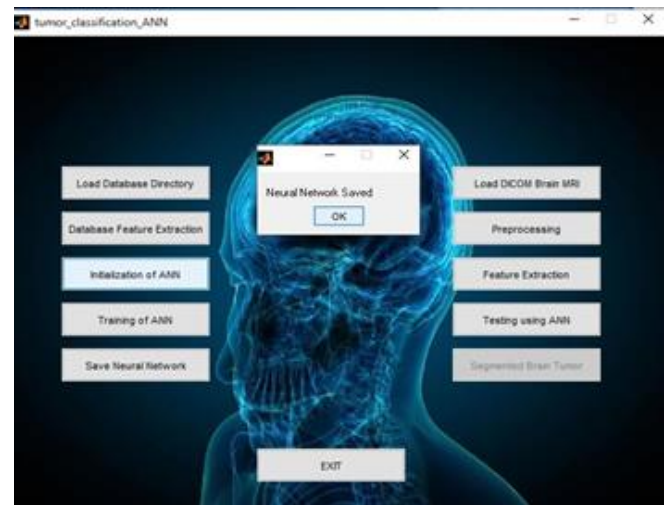 tumor_classification_ANN
Neural Network Saved
OK
Load Database Directory
Database Feature Extraction
Initialization of ANN
Training of ANN
Save Neural Network
Load DICOM Brain MRI
Preprocessing
Feature Extraction
Testing using ANN
Segmented Brain Tumor
EXIT